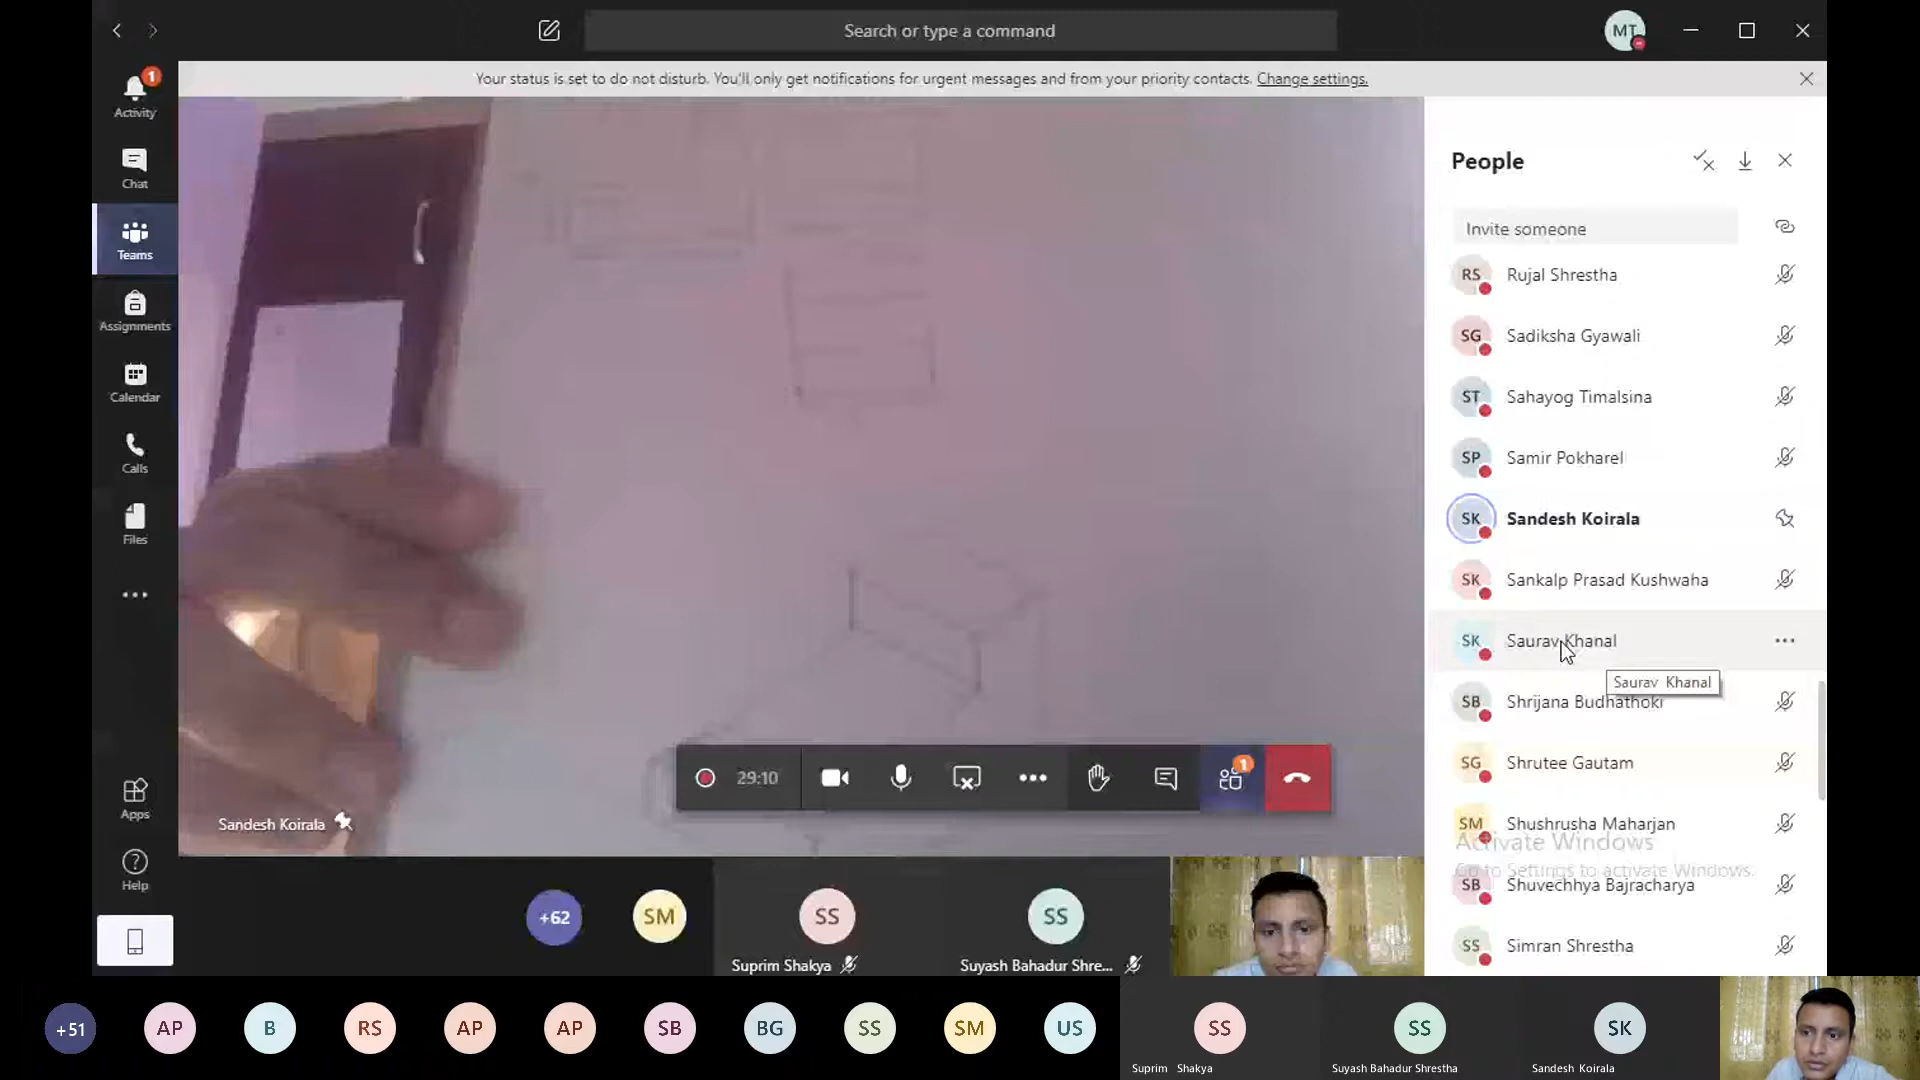 Search or type a command
MT
Your status is set to do not disturb. You'll only get notifications for urgent messages and from your priority contacts. Change settings.
1
Activity
Chat
Teams
Assignments
Calendar
Calls
Files
Apps
Help
People
Invite someone
RS Rujal Shrestha
SG Sadiksha Gyawali
ST Sahayog Timalsina
SP Samir Pokharel
SK Sandesh Koirala
SK Sankalp Prasad Kushwaha
SK Saurav Khanal
Saurav Khanal
SB Shrijana Budhathoki
SG Shrutee Gautam
SM Shushrusha Maharjan
Activate Windows
Go to Settings to activate Windows.
SB Shuvechhya Bajracharya
SS Simran Shrestha
29:10
1
Sandesh Koirala
+62 SM SS SS
Suprim Shakya Suyash Bahadur Shre...
+51 AP B RS AP AP SB BG SS SM US SS SS SK
Suprim Shakya Suyash Bahadur Shrestha Sandesh Koirala